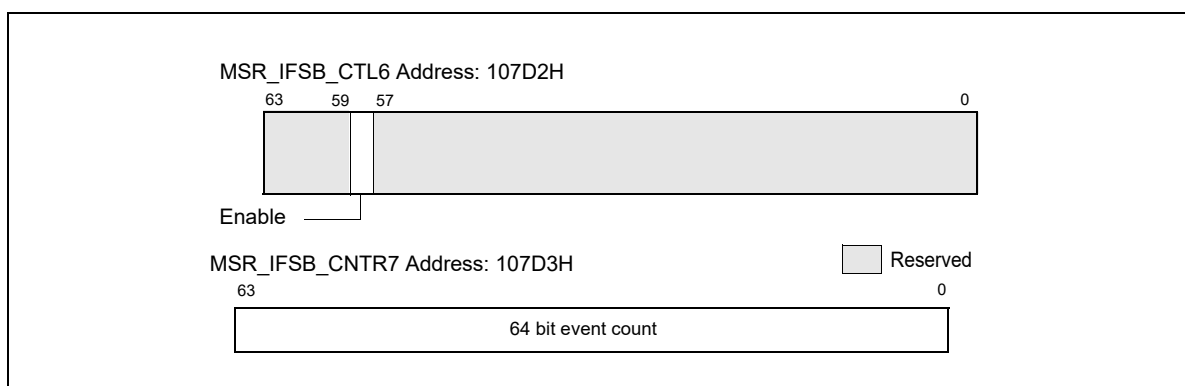 MSR_IFSB_CTL6 Address: 107D2H
63 59 57 0
Enable
MSR_IFSB_CNTR7 Address: 107D3H
Reserved
63 0
64 bit event count